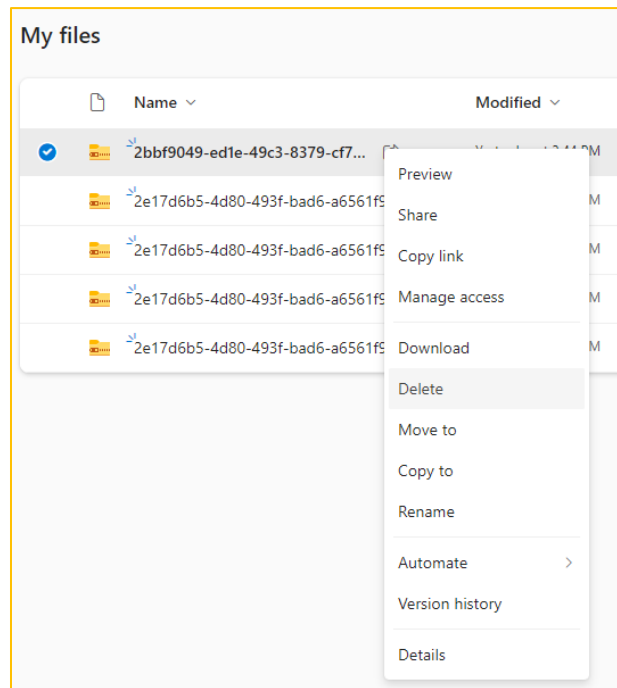 My files
Name Modified
2bbf9049-ed1e-49c3-8379-cf7... PM
Preview
2e17d6b5-4d80-493f-bad6-a6561f9 M
Share
2e17d6b5-4d80-493f-bad6-a6561f9 M
Copy link
2e17d6b5-4d80-493f-bad6-a6561f9 M
Manage access
2e17d6b5-4d80-493f-bad6-a6561f9 M
Download
Delete
Move to
Copy to
Rename
Automate
Version history
Details